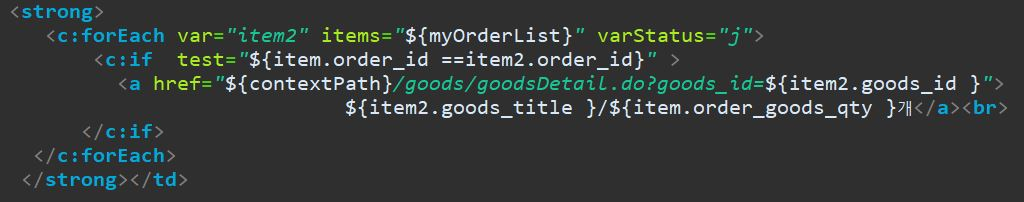 <strong>
<c:forEach var="item2" items="${myOrderList}" varStatus="j">
<c:if  test="${item.order_id ==item2.order_id}" >
<a href="${contextPath}/goods/goodsDetail.do?goods_id=${item2.goods_id }">
${item2.goods_title }/${item.order_goods_qty }개</a><br>
</c:if>
</c:forEach>
</strong></td>